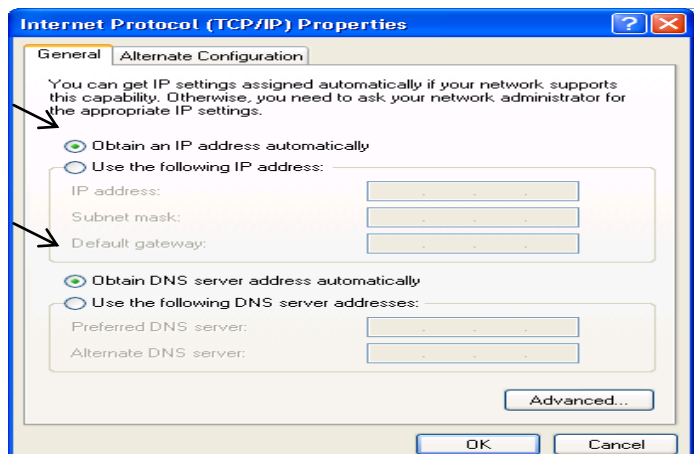 Internet Protocol (TCP/IP) Properties
General
Alternate Configuration
You can get IP settings assigned automatically if your network supports
this capability. Otherwise, you need to ask your network administrator for
the appropriate IP settings.
Obtain an IP address automatically
Use the following IP address:
IP address:
Subnet mask:
Default gateway:
Obtain DNS server address automatically
Use the following DNS server addresses:
Preferred DNS server:
Alternate DNS server:
Advanced...
OK
Cancel